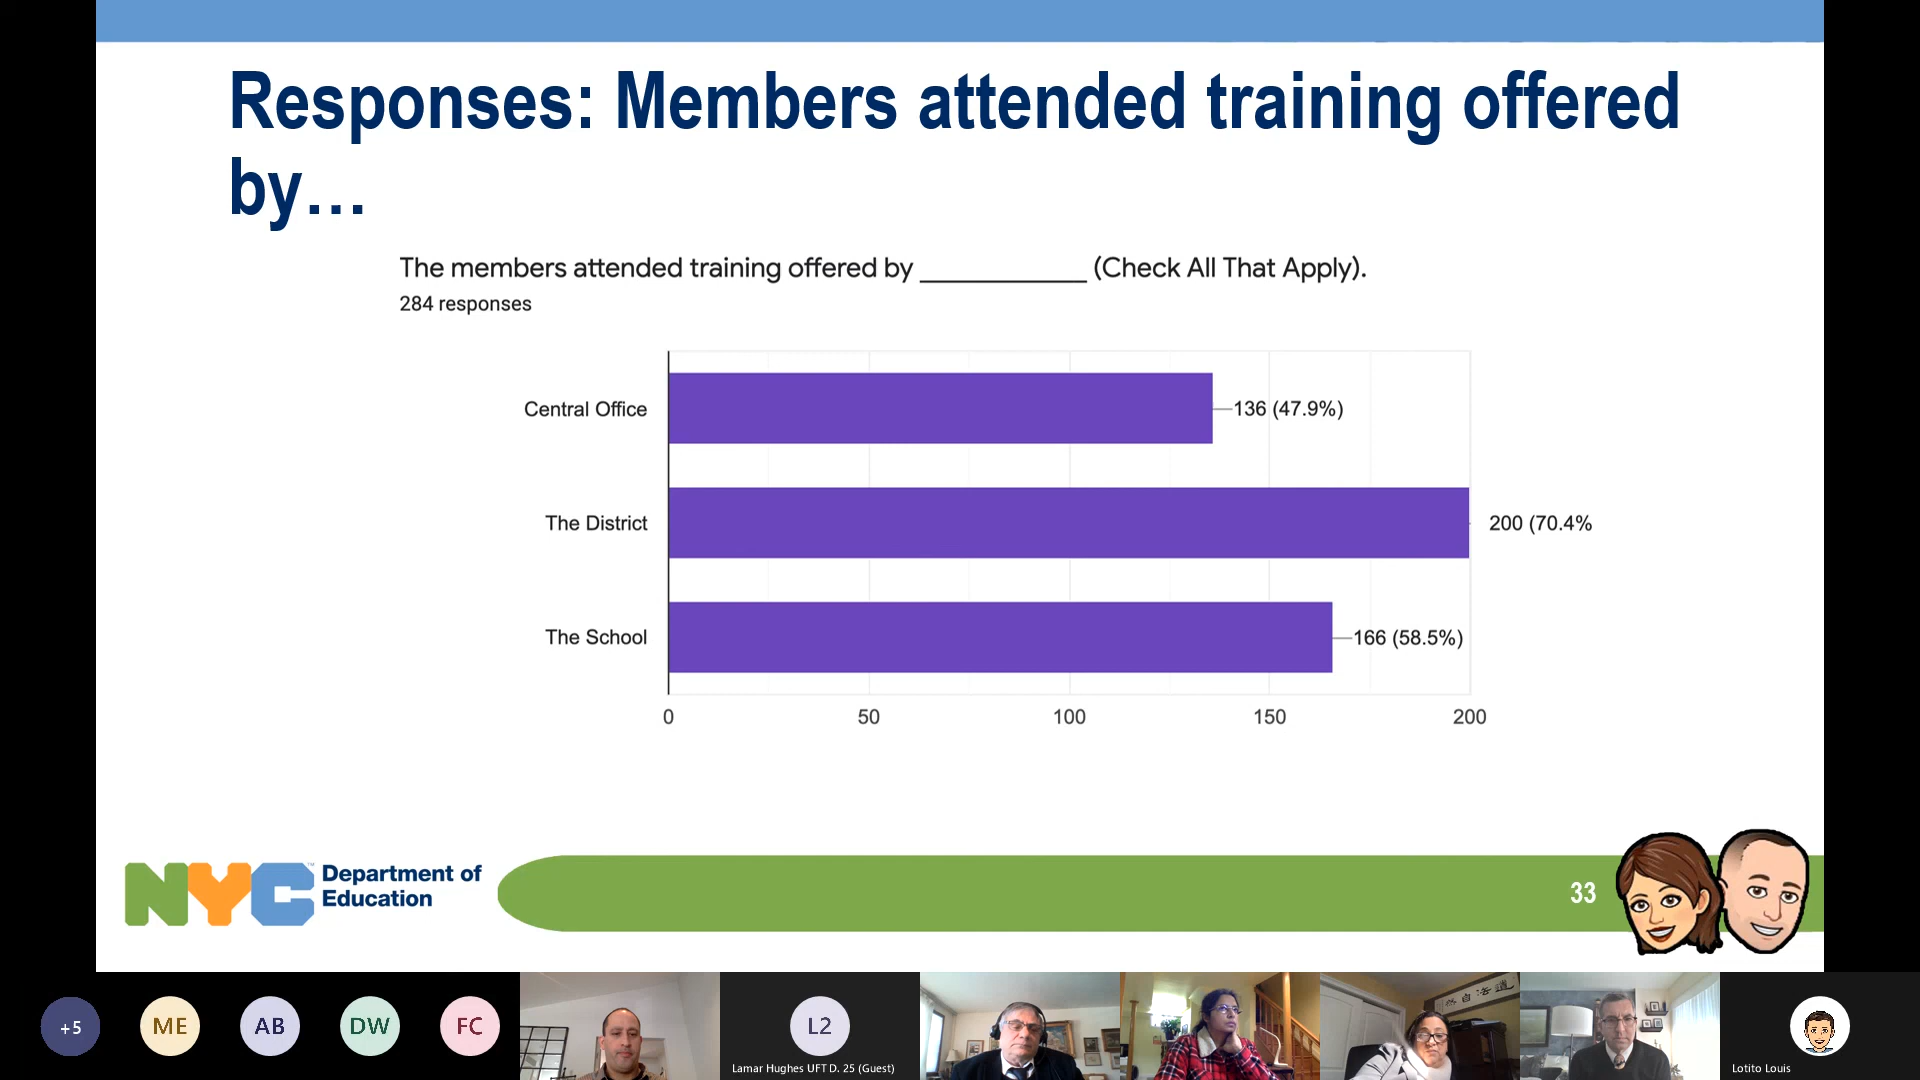 Responses: Members attended training offered
by…
The members attended training offered by ____________ (Check All That Apply).
284 responses
Central Office
136 (47.9%)
The District
200 (70.4%
The School
166 (58.5%)
0 50 100 150 200
NYC
Department of
Education
33
+5
ME
AB
DW
FC
L2
Lamar Hughes UFT D. 25 (Guest)
Lotito Louis